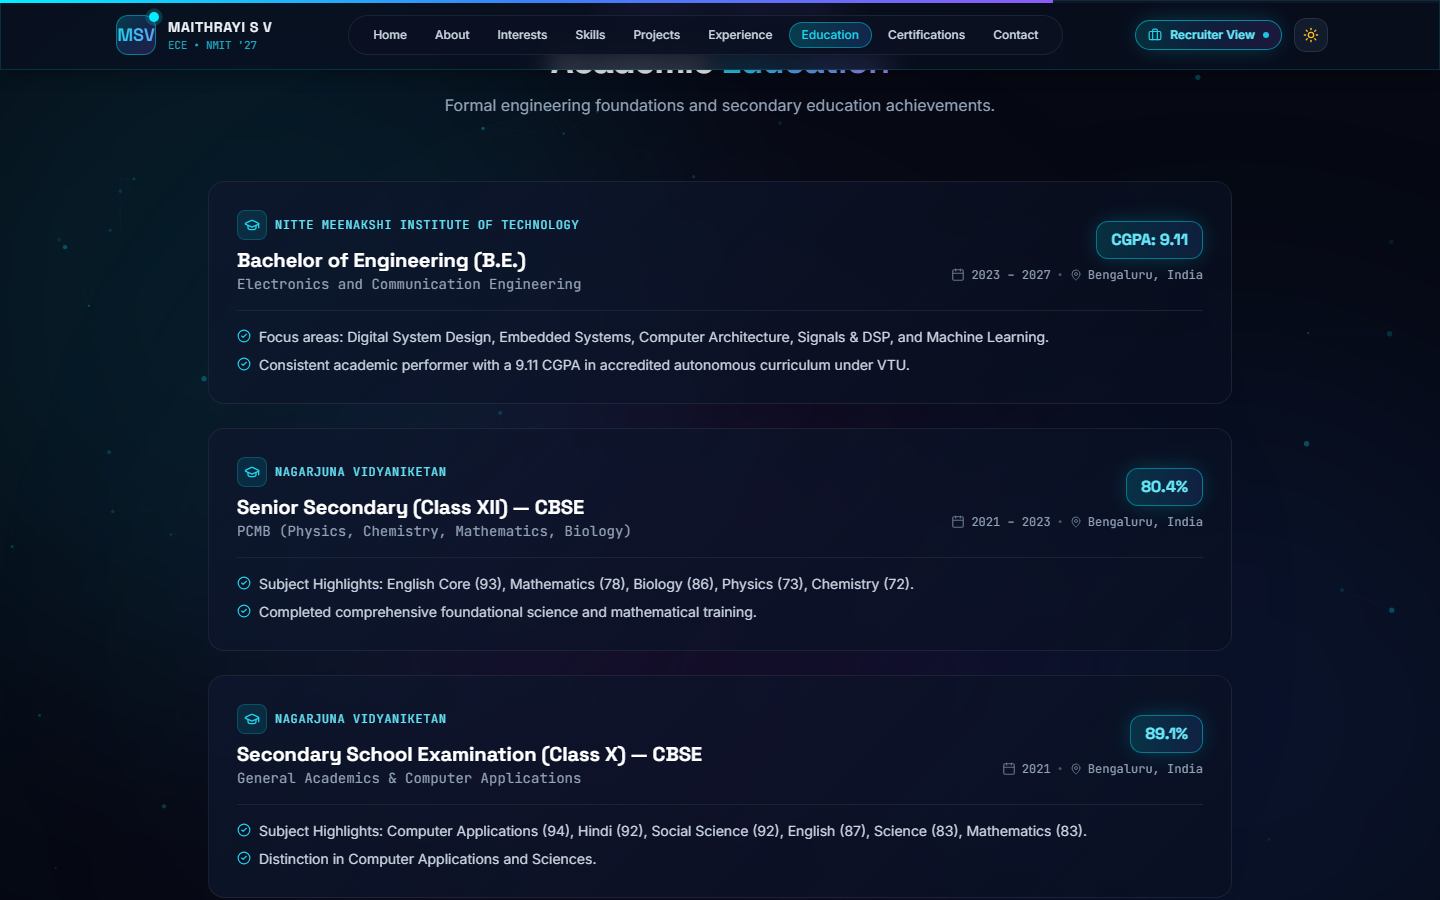 MSV
MAITHRAYI S V
ECE • NMIT '27
Home About Interests Skills Projects Experience Education Certifications Contact
Recruiter View
Academic Education
Formal engineering foundations and secondary education achievements.
NITTE MEENAKSHI INSTITUTE OF TECHNOLOGY
Bachelor of Engineering (B.E.)
Electronics and Communication Engineering
CGPA: 9.11
2023 – 2027 • Bengaluru, India
Focus areas: Digital System Design, Embedded Systems, Computer Architecture, Signals & DSP, and Machine Learning.
Consistent academic performer with a 9.11 CGPA in accredited autonomous curriculum under VTU.
NAGARJUNA VIDYANIKETAN
Senior Secondary (Class XII) — CBSE
PCMB (Physics, Chemistry, Mathematics, Biology)
80.4%
2021 – 2023 • Bengaluru, India
Subject Highlights: English Core (93), Mathematics (78), Biology (86), Physics (73), Chemistry (72).
Completed comprehensive foundational science and mathematical training.
NAGARJUNA VIDYANIKETAN
Secondary School Examination (Class X) — CBSE
General Academics & Computer Applications
89.1%
2021 • Bengaluru, India
Subject Highlights: Computer Applications (94), Hindi (92), Social Science (92), English (87), Science (83), Mathematics (83).
Distinction in Computer Applications and Sciences.